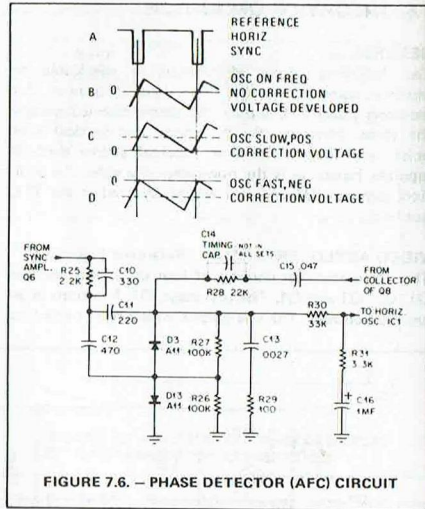 REFERENCE
A HORIZ
SYNC
OSC ON FREQ
B 0 NO CORRECTION
VOLTAGE DEVELOPED
C OSC SLOW, POS
0 CORRECTION VOLTAGE
0 OSC FAST, NEG
D CORRECTION VOLTAGE
C14
TIMING NOT IN
CAP ALL SETS
FROM
SYNC
AMPL.
Q6
R25
2.2K
C10
330
R28
C15 .047
FROM
COLLECTOR
OF Q8
C11
220
R30
33K
TO HORIZ
OSC. IC1
C12
470
D3
A11
R27
100K
C13
.0027
R31
3.3K
D13
A11
R26
100K
R29
100
C16
1MF
+
FIGURE 7.6. – PHASE DETECTOR (AFC) CIRCUIT